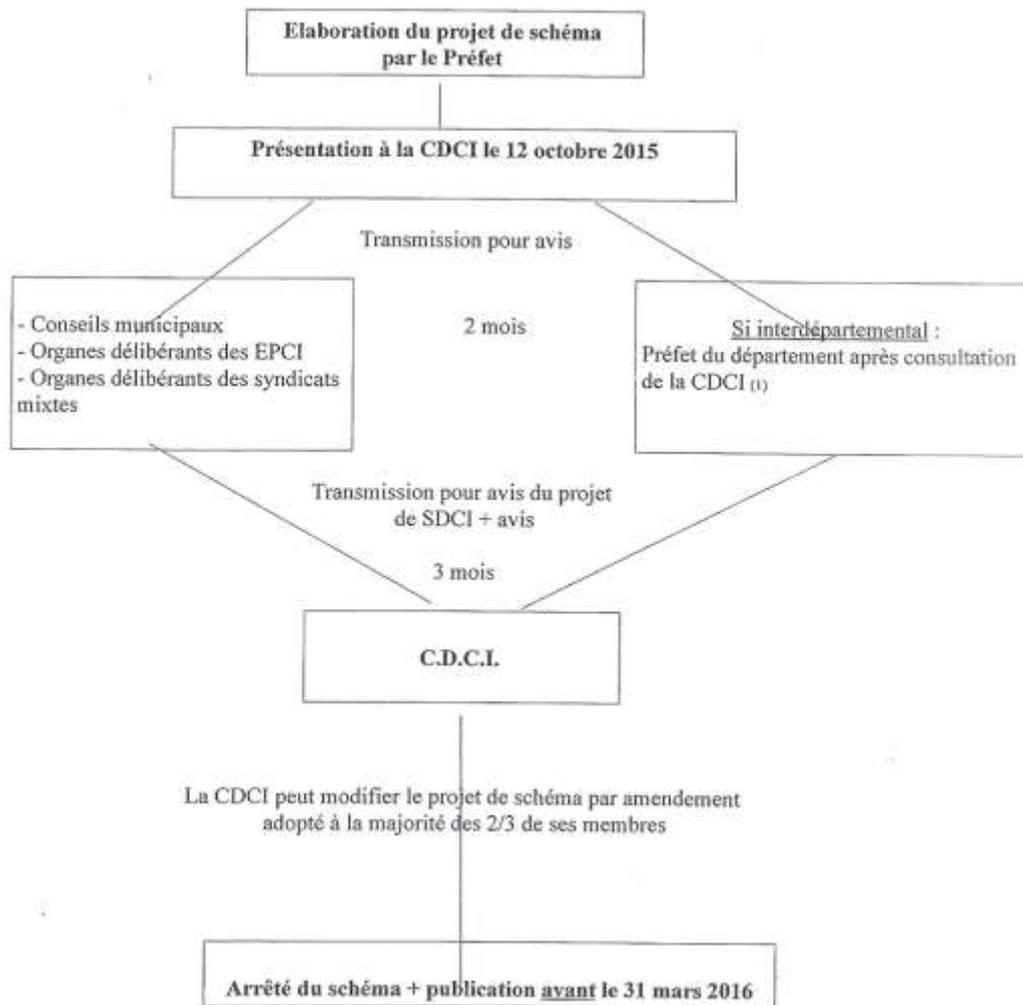 Elaboration du projet de schéma
par le Préfet
Présentation à la CDCI le 12 octobre 2015
Transmission pour avis
- Conseils municipaux
- Organes délibérants des EPCI
- Organes délibérants des syndicats
mixtes
2 mois
Si interdépartemental :
Préfet du département après consultation
de la CDCI (1)
Transmission pour avis du projet
de SDCI + avis
3 mois
C.D.C.I.
La CDCI peut modifier le projet de schéma par amendement
adopté à la majorité des 2/3 de ses membres
Arrêté du schéma + publication avant le 31 mars 2016